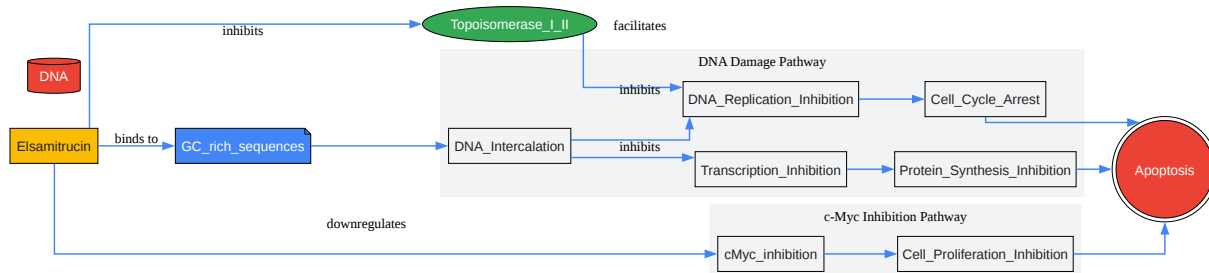 Topoisomerase_I_II
facilitates
inhibits
DNA Damage Pathway
DNA
inhibits
DNA_Replication_Inhibition
Cell_Cycle_Arrest
Elsamitrucin
binds to
GC_rich_sequences
DNA_Intercalation
inhibits
Transcription_Inhibition
Protein_Synthesis_Inhibition
Apoptosis
downregulates
c-Myc Inhibition Pathway
cMyc_inhibition
Cell_Proliferation_Inhibition